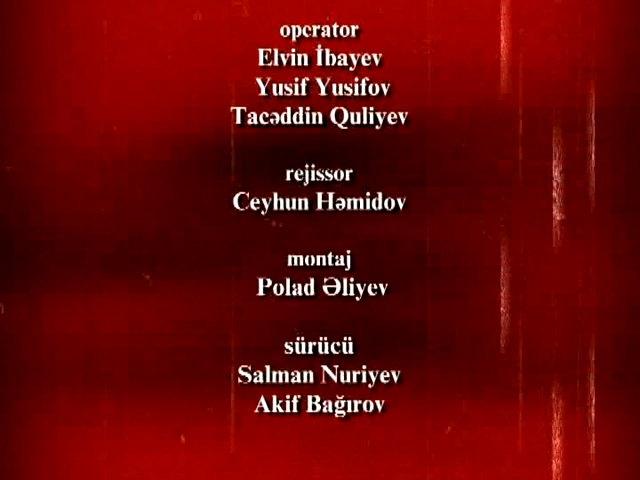 operator
Elvin İbayev
Yusif Yusifov
Tacəddin Quliyev
rejissor
Ceyhun Həmidov
montaj
Polad Əliyev
sürücü
Salman Nuriyev
Akif Bağırov